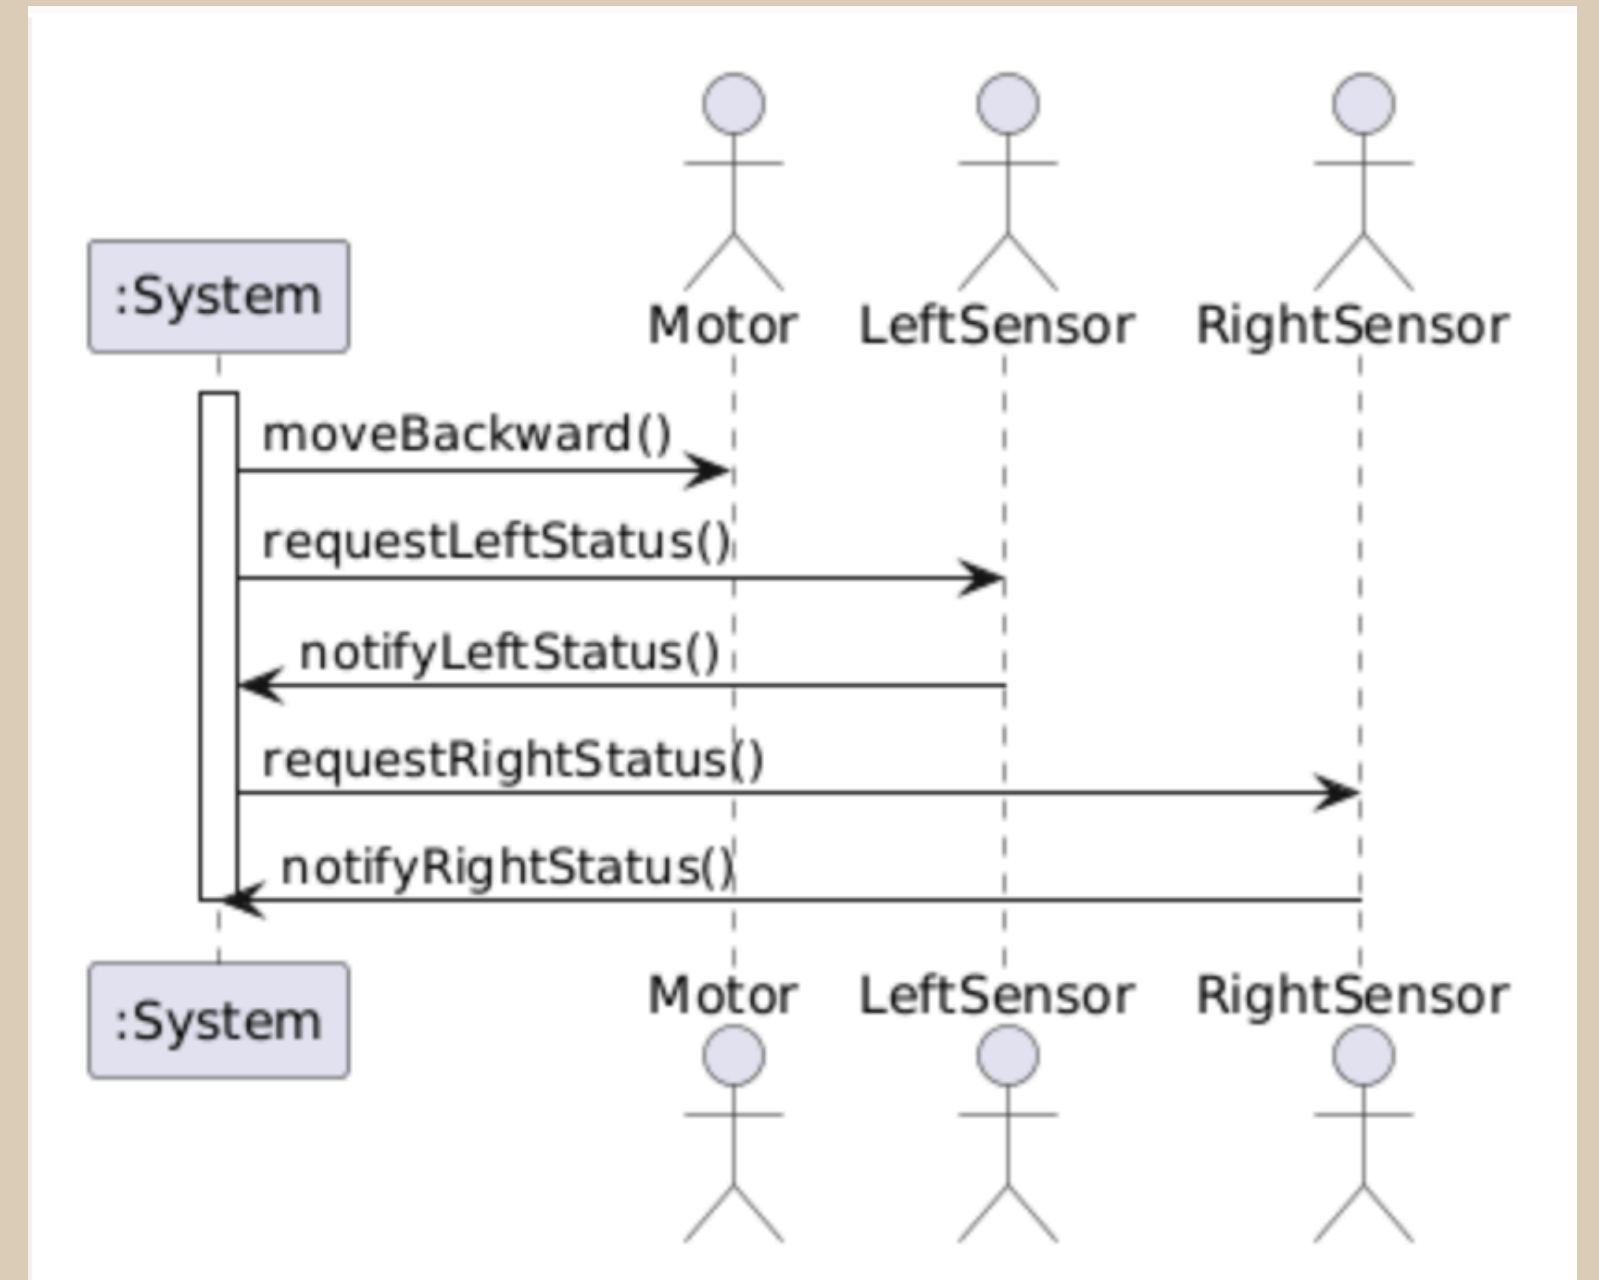 :System
Motor
LeftSensor
RightSensor
moveBackward()
requestLeftStatus()
notifyLeftStatus()
requestRightStatus()
notifyRightStatus()
:System
Motor
LeftSensor
RightSensor